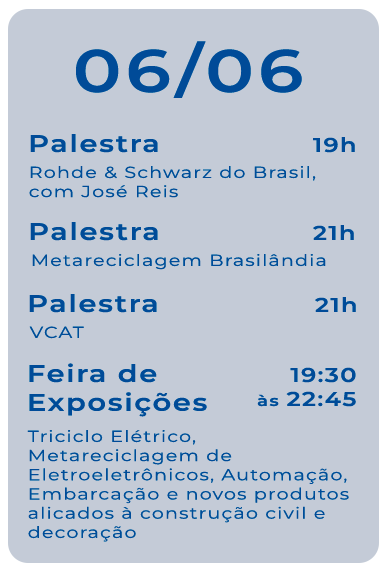 06/06
Palestra 19h
Rohde & Schwarz do Brasil,
com José Reis
Palestra 21h
Metareciclagem Brasilândia
Palestra 21h
VCAT
Feira de 19:30
Exposições às 22:45
Triciclo Elétrico,
Metareciclagem de
Eletroeletrônicos, Automação,
Embarcação e novos produtos
alicados à construção civil e
decoração